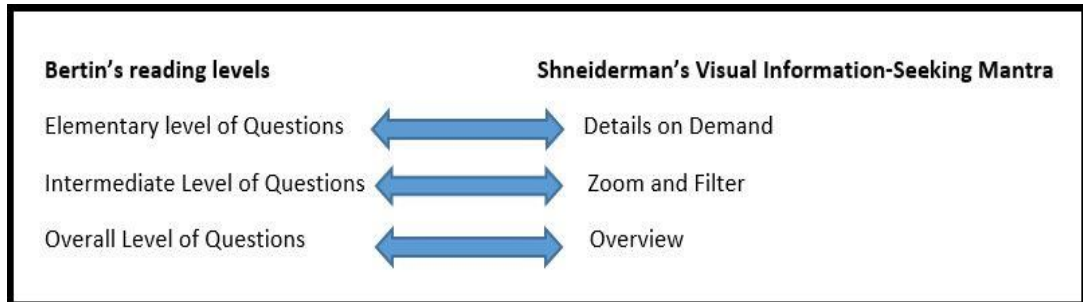 Bertin’s reading levels Shneiderman’s Visual Information-Seeking Mantra
Elementary level of Questions Details on Demand
Intermediate Level of Questions Zoom and Filter
Overall Level of Questions Overview